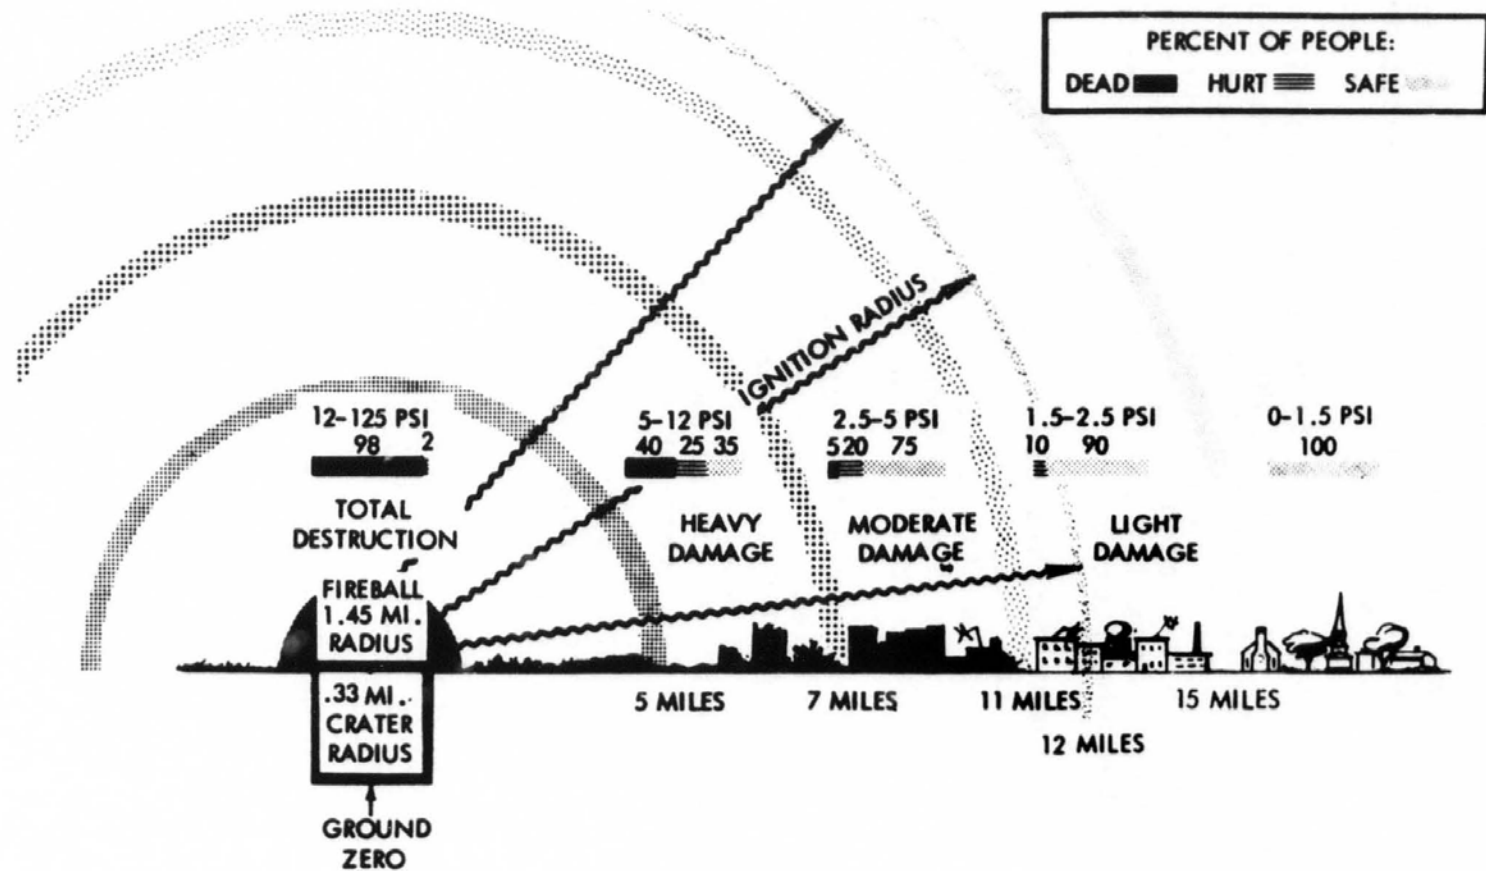 PERCENT OF PEOPLE:
DEAD HURT SAFE
IGNITION RADIUS
12-125 PSI
98 2
TOTAL
DESTRUCTION
FIREBALL
1.45 MI.
RADIUS
.33 MI.
CRATER
RADIUS
GROUND
ZERO
5-12 PSI
40 25 35
HEAVY
DAMAGE
2.5-5 PSI
5 20 75
MODERATE
DAMAGE
1.5-2.5 PSI
10 90
LIGHT
DAMAGE
0-1.5 PSI
100
5 MILES
7 MILES
11 MILES
12 MILES
15 MILES